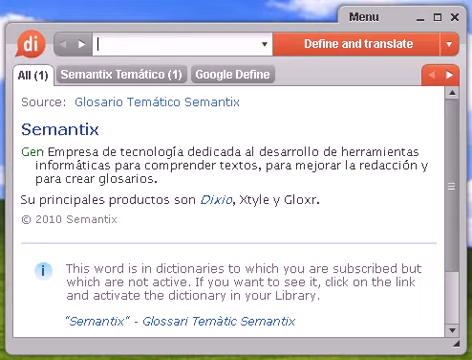 Menu
di
Define and translate
All (1)
Semantix Temático (1)
Google Define
Source: Glosario Temático Semantix
Semantix
Gen Empresa de tecnología dedicada al desarrollo de herramientas
informáticas para comprender textos, para mejorar la redacción y
para crear glosarios.
Su principales productos son Dixio, Xtyle y Gloxr.
© 2010 Semantix
i
This word is in dictionaries to which you are subscribed but
which are not active. If you want to see it, click on the link
and activate the dictionary in your Library.
"Semantix" - Glossari Temàtic Semantix